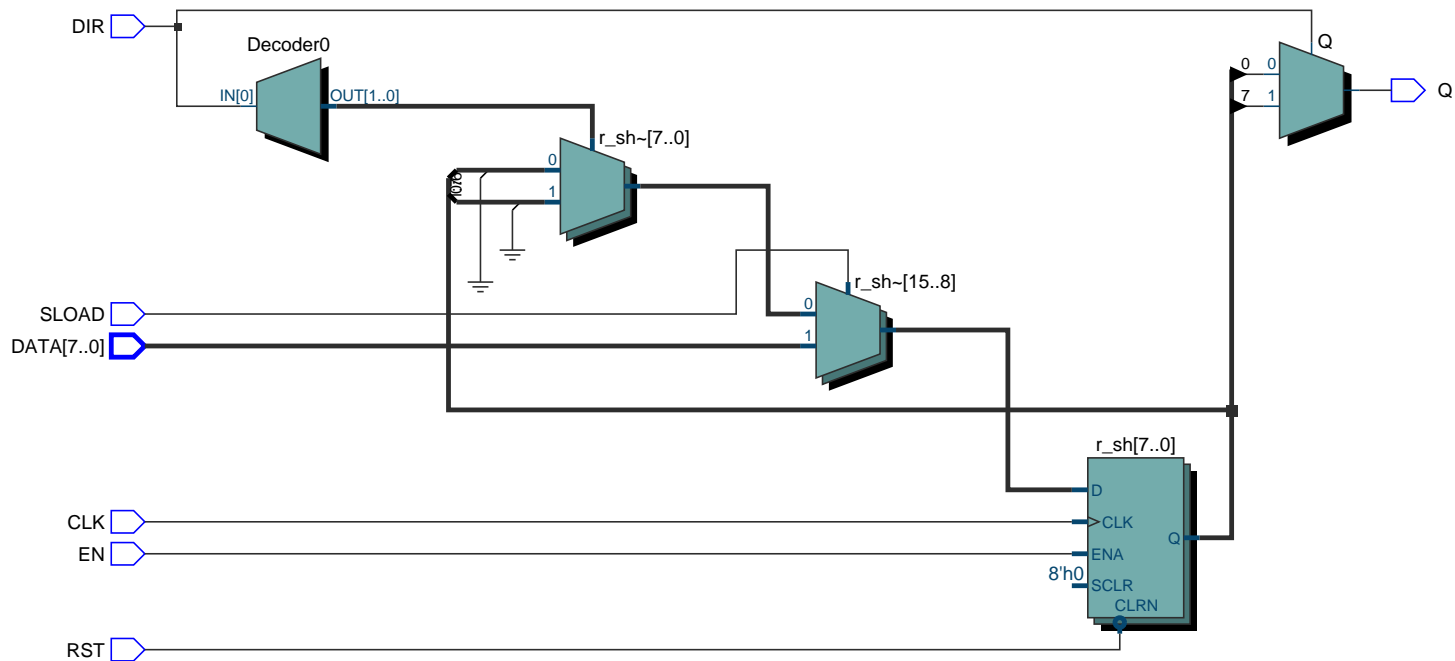 DIR
Decoder0
IN[0]
OUT[1..0]
r_sh~[7..0]
0
1
Q
0
0
7
1
Q
SLOAD
DATA[7..0]
r_sh~[15..8]
0
1
r_sh[7..0]
D
CLK
CLK
EN
ENA
Q
8'h0
SCLR
CLRN
RST